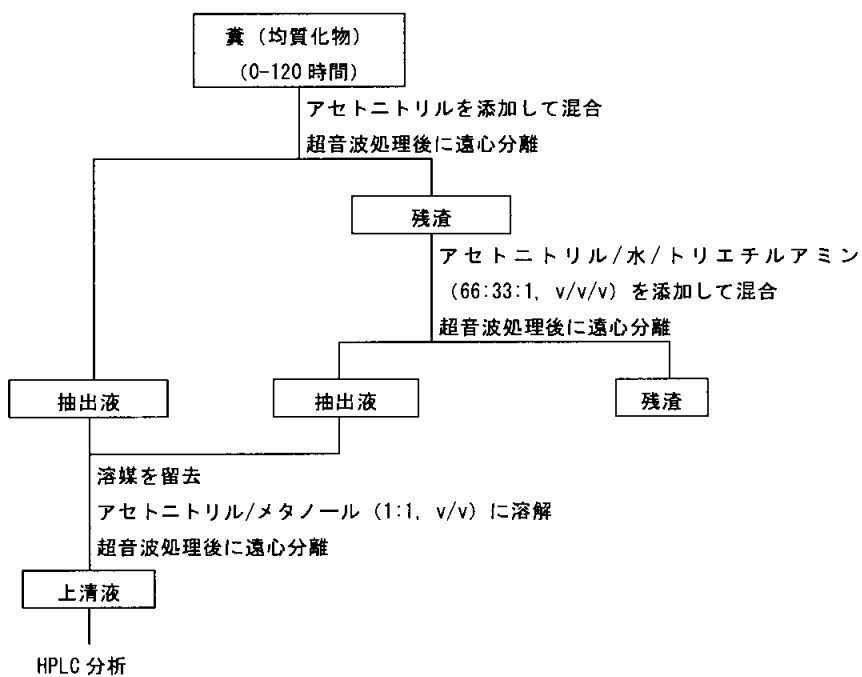 糞（均質化物）
（0-120 時間）
アセトニトリルを添加して混合
超音波処理後に遠心分離
残渣
アセトニトリル/水/トリエチルアミン
（66:33:1, v/v/v）を添加して混合
超音波処理後に遠心分離
抽出液
抽出液
残渣
溶媒を留去
アセトニトリル/メタノール（1:1, v/v）に溶解
超音波処理後に遠心分離
上清液
HPLC 分析